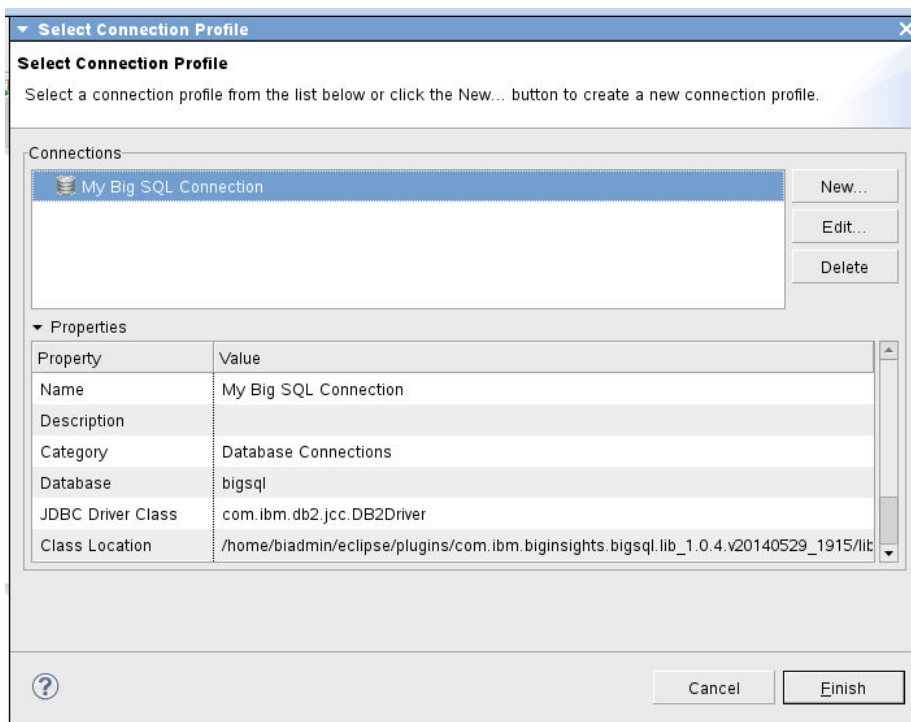 Select Connection Profile
Select Connection Profile
Select a connection profile from the list below or click the New... button to create a new connection profile.
Connections
My Big SQL Connection
New...
Edit...
Delete
Properties
Property Value
Name My Big SQL Connection
Description
Category Database Connections
Database bigsql
JDBC Driver Class com.ibm.db2.jcc.DB2Driver
Class Location /home/biadmin/eclipse/plugins/com.ibm.biginsights.bigsql.lib_1.0.4.v20140529_1915/lib
?
Cancel Finish